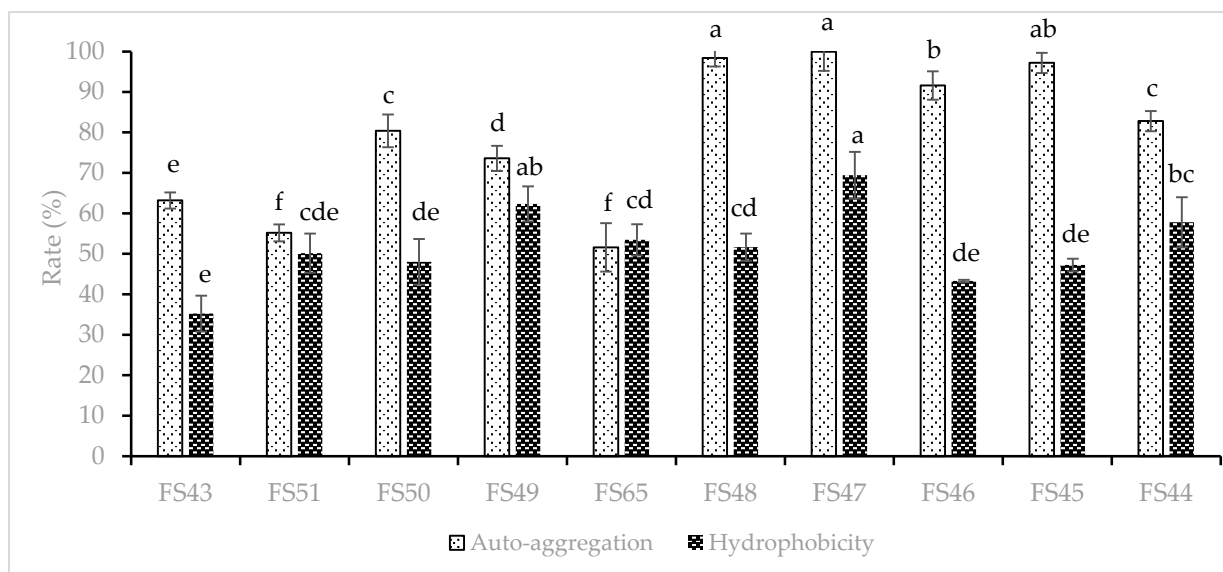 a a ab
100 b
90 c c
80 d
70 e ab a bc
60 f cde f cd cd
50 de de de
40 e
30
20
10
0
Rate (%)
FS43 FS51 FS50 FS49 FS65 FS48 FS47 FS46 FS45 FS44
Auto-aggregation Hydrophobicity